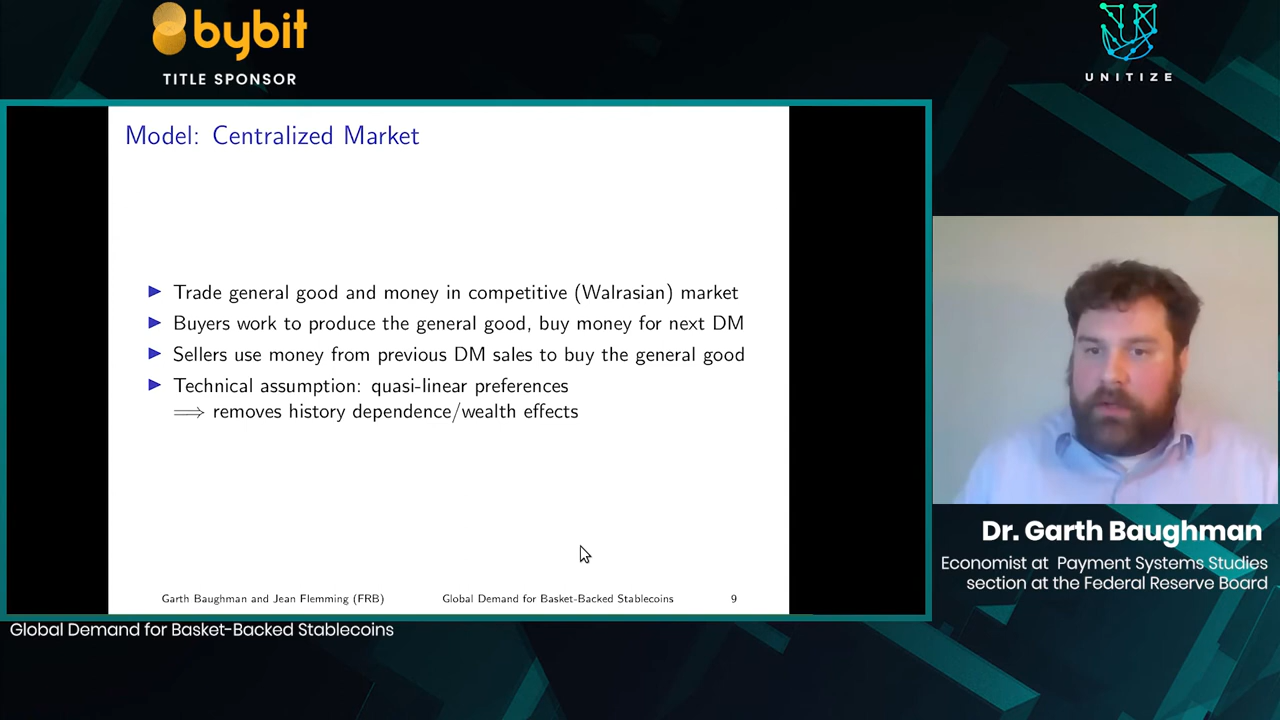 bybit
TITLE SPONSOR
UNITIZE
Model: Centralized Market
Trade general good and money in competitive (Walrasian) market
Buyers work to produce the general good, buy money for next DM
Sellers use money from previous DM sales to buy the general good
Technical assumption: quasi-linear preferences
⟹ removes history dependence/wealth effects
Garth Baughman and Jean Flemming (FRB) Global Demand for Basket-Backed Stablecoins 9
Dr. Garth Baughman
Economist at Payment Systems Studies
section at the Federal Reserve Board
Global Demand for Basket-Backed Stablecoins